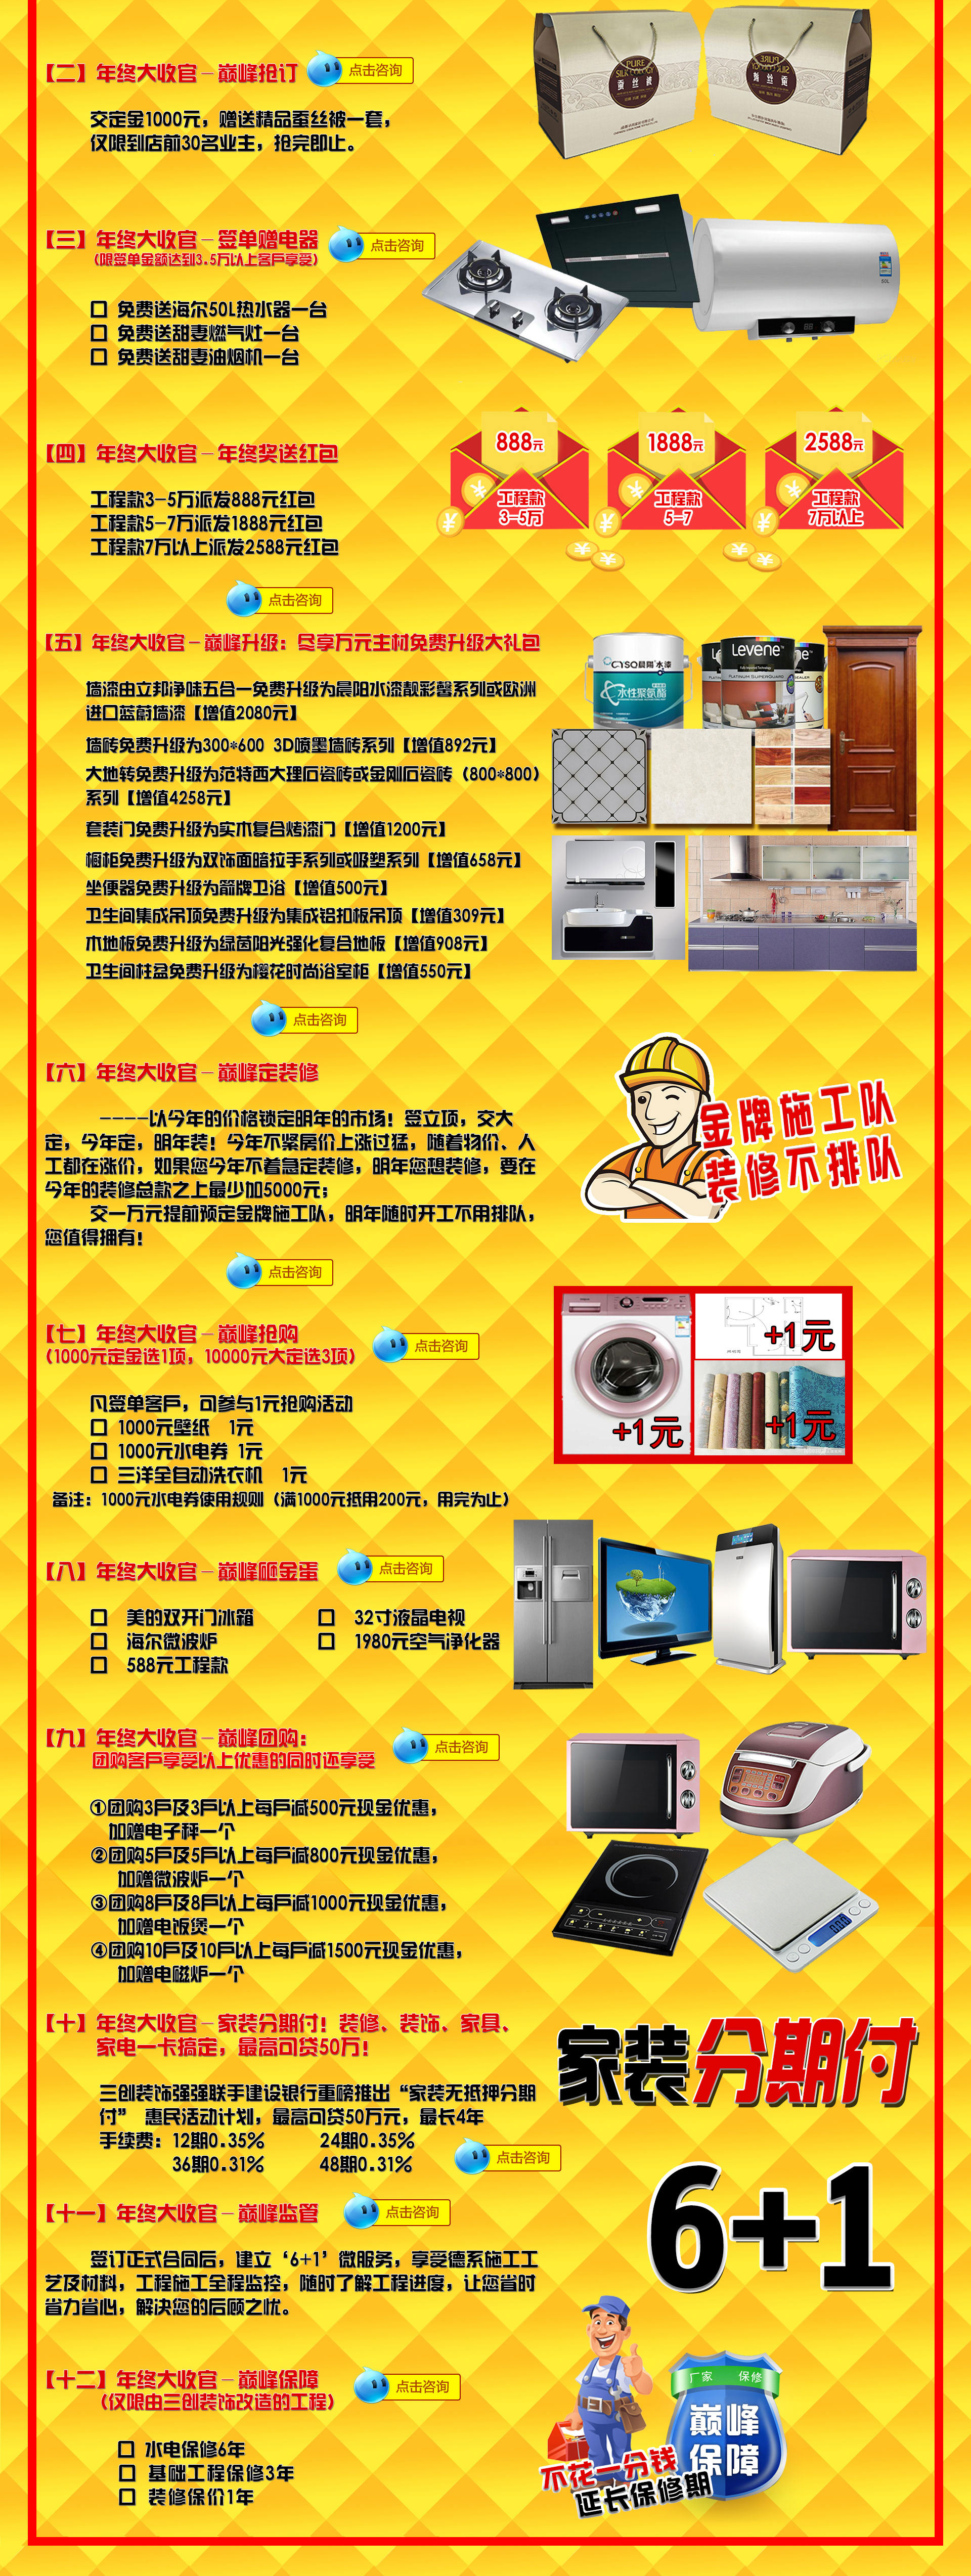 【二】年终大收官-巅峰抢订
点击咨询
交定金1000元，赠送精品蚕丝被一套，
仅限到店前30名业主，抢完即止。
PURE
蚕丝被
【三】年终大收官-签单赠电器
点击咨询
(限签单金额达到3.5万以上客户享受)
口 免费送海尔50L热水器一台
口 免费送甜妻燃气灶一台
口 免费送甜妻油烟机一台
50L
【四】年终大收官-年终奖送红包
工程款3-5万派发888元红包
工程款5-7万派发1888元红包
工程款7万以上派发2588元红包
点击咨询
888元
工程款
3-5万
1888元
工程款
5-7
2588元
工程款
7万以上
【五】年终大收官-巅峰升级：尽享万元主材免费升级大礼包
墙漆由立邦净味五合一免费升级为晨阳水漆靓彩馨系列或欧洲
进口蓝蔚墙漆【增值2080元】
墙砖免费升级为300*600 3D喷墨墙砖系列【增值892元】
大地转免费升级为范特西大理石瓷砖或金刚石瓷砖（800*800）
系列【增值4258元】
套装门免费升级为实木复合烤漆门【增值1200元】
橱柜免费升级为双饰面暗拉手系列或吸塑系列【增值658元】
坐便器免费升级为箭牌卫浴【增值500元】
卫生间集成吊顶免费升级为集成铝扣板吊顶【增值309元】
木地板免费升级为绿茵阳光强化复合地板【增值908元】
卫生间柱盆免费升级为樱花时尚浴室柜【增值550元】
点击咨询
CYSQ晨阳水漆
水性聚氨酯
Levene
PLATINUM SUPERGUARD
【六】年终大收官-巅峰定装修
----以今年的价格锁定明年的市场！签立项，交大
定，今年定，明年装！今年不紧房价上涨过猛，随着物价、人
工都在涨价，如果您今年不着急定装修，明年您想装修，要在
今年的装修总款之上最少加5000元；
交一万元提前预定金牌施工队，明年随时开工不用排队，
您值得拥有！
点击咨询
金牌施工队
装修不排队
【七】年终大收官-巅峰抢购
点击咨询
(1000元定金选1项，10000元大定选3项)
凡签单客户，可参与1元抢购活动
口 1000元壁纸 1元
口 1000元水电券 1元
口 三洋全自动洗衣机 1元
备注：1000元水电券使用规则（满1000元抵用200元，用完为止）
+1元
+1元
+1元
【八】年终大收官-巅峰砸金蛋
点击咨询
口 美的双开门冰箱 口 32寸液晶电视
口 海尔微波炉 口 1980元空气净化器
口 588元工程款
【九】年终大收官-巅峰团购：
点击咨询
团购客户享受以上优惠的同时还享受
①团购3户及3户以上每户减500元现金优惠，
加赠电子秤一个
②团购5户及5户以上每户减800元现金优惠，
加赠微波炉一个
③团购8户及8户以上每户减1000元现金优惠，
加赠电饭煲一个
④团购10户及10户以上每户减1500元现金优惠，
加赠电磁炉一个
【十】年终大收官-家装分期付！装修、装饰、家具、
家电一卡搞定，最高可贷50万！
三创装饰强强联手建设银行重磅推出“家装无抵押分期
付” 惠民活动计划，最高可贷50万元，最长4年
手续费：12期0.35% 24期0.35%
36期0.31% 48期0.31%
点击咨询
家装分期付
【十一】年终大收官-巅峰监管
点击咨询
签订正式合同后，建立‘6+1’微服务，享受德系施工工
艺及材料，工程施工全程监控，随时了解工程进度，让您省时
省力省心，解决您的后顾之忧。
6+1
【十二】年终大收官-巅峰保障
点击咨询
(仅限由三创装饰改造的工程)
口 水电保修6年
口 基础工程保修3年
口 装修保价1年
厂家 保修
巅峰
保障
不花一分钱
延长保修期